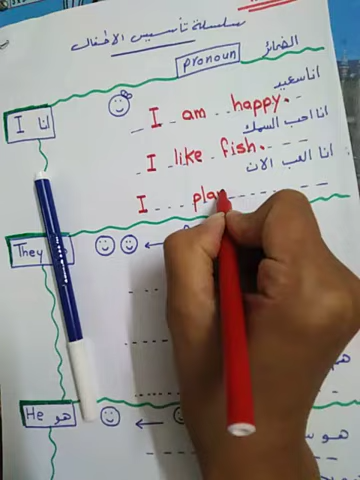 سلسلة تأسيس الأطفال
الضمائر
pronoun
انا سعيد
I انا
I am happy.
انا احب السمك
I like fish.
انا العب الان
I pla
They
He هو